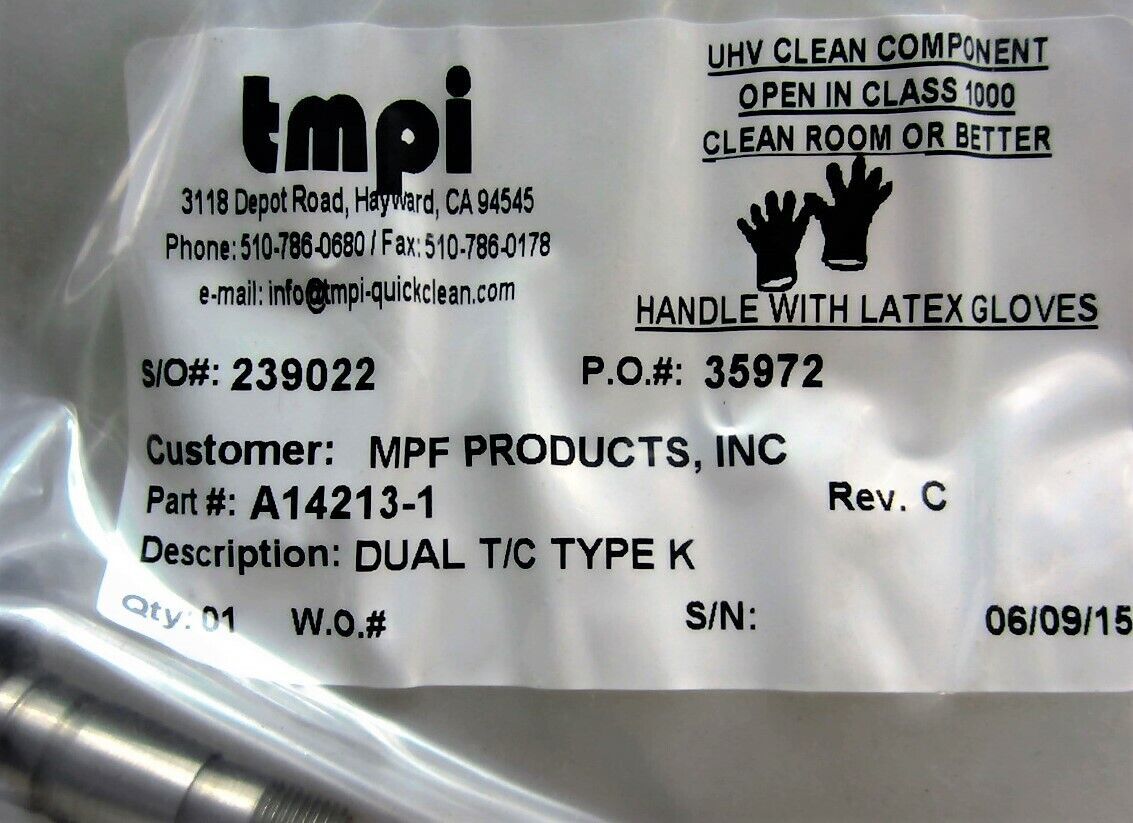 tmpi
3118 Depot Road, Hayward, CA 94545
Phone: 510-786-0680 / Fax: 510-786-0178
e-mail: info@tmpi-quickclean.com
UHV CLEAN COMPONENT
OPEN IN CLASS 1000
CLEAN ROOM OR BETTER
HANDLE WITH LATEX GLOVES
S/O#: 239022 P.O.#: 35972
Customer: MPF PRODUCTS, INC
Part #: A14213-1 Rev. C
Description: DUAL T/C TYPE K
Qty: 01 W.O.# S/N: 06/09/15